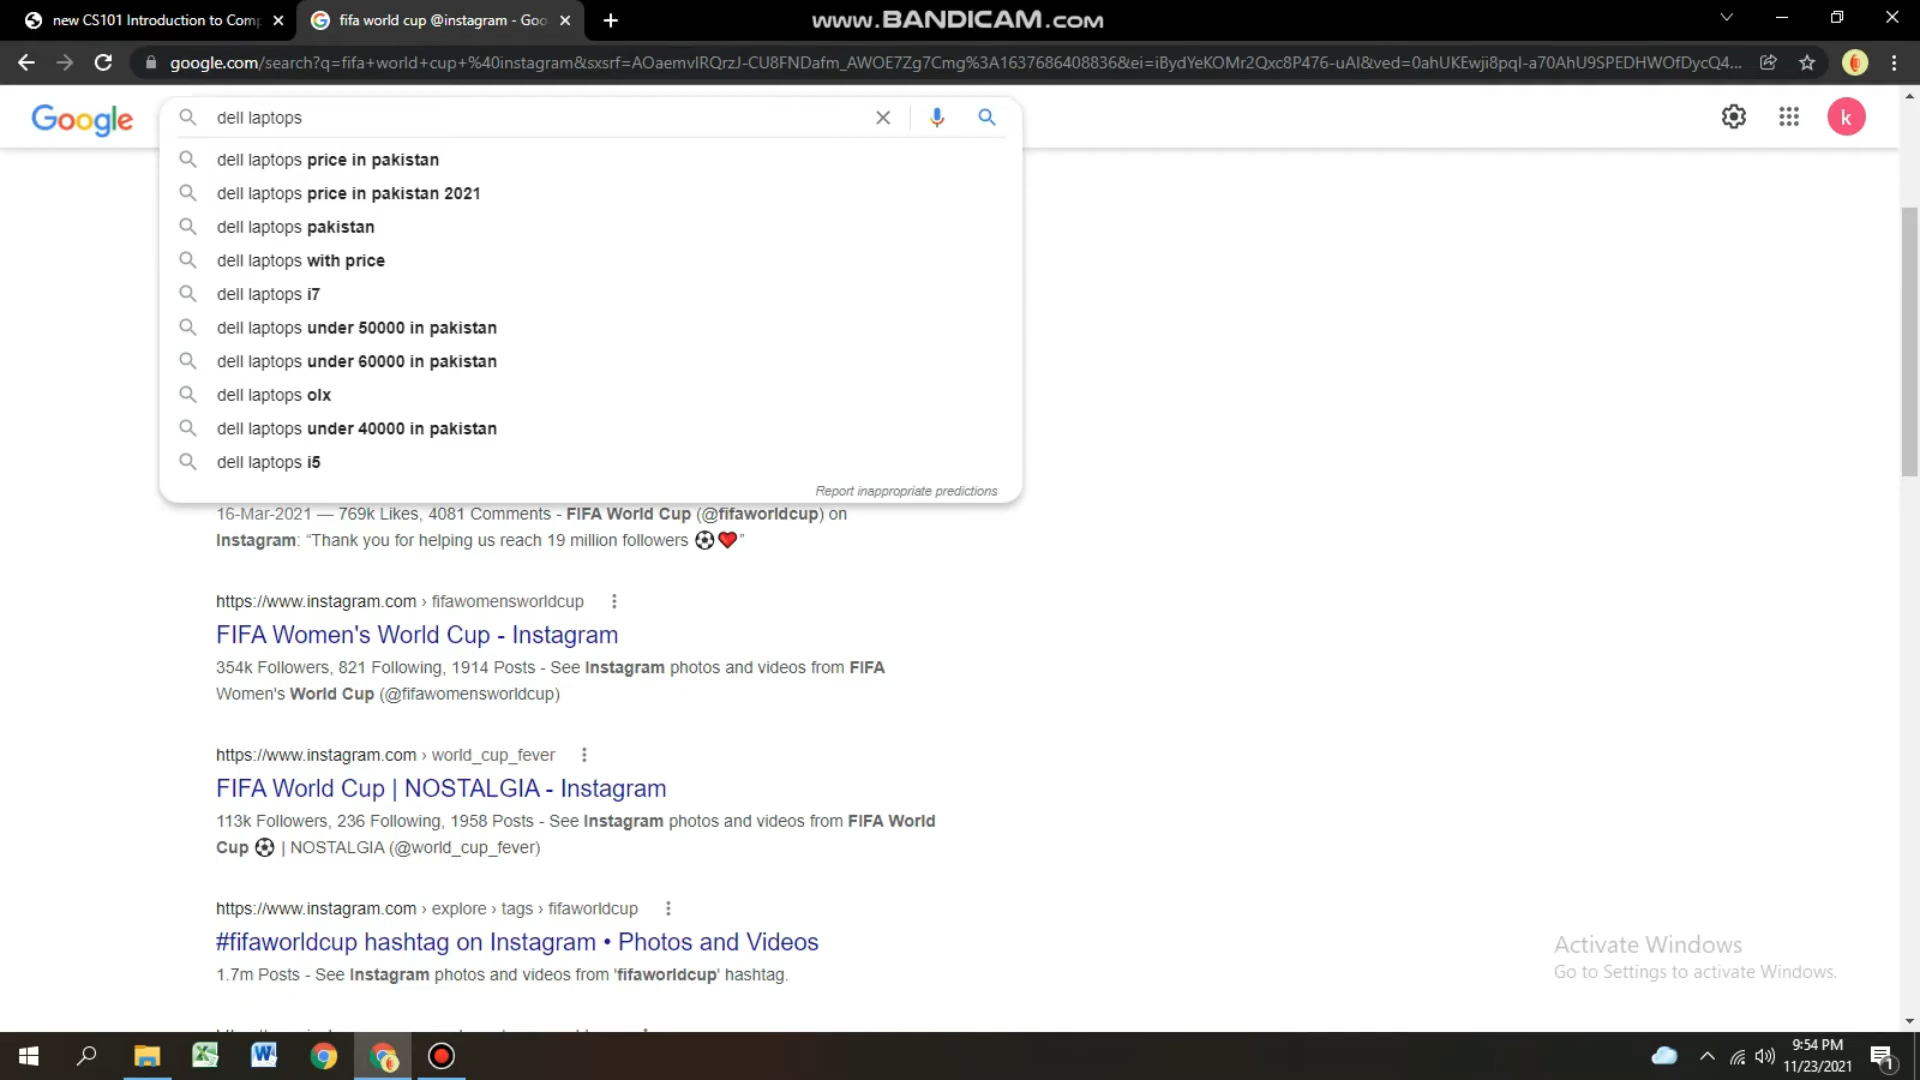 new CS101 Introduction to Comp
fifa world cup @instagram - Goo
www.BANDICAM.com
google.com/search?q=fifa+world+cup+%40instagram&sxsrf=AOaemvIRQrzJ-CU8FNDafm_AWOE7Zg7Cmg%3A1637686408836&ei=iBydYeKOMr2Qxc8P476-uAI&ved=0ahUKEwji8pqI-a70AhU9SPEDHWOfDycQ4...
Google
dell laptops
k
dell laptops price in pakistan
dell laptops price in pakistan 2021
dell laptops pakistan
dell laptops with price
dell laptops i7
dell laptops under 50000 in pakistan
dell laptops under 60000 in pakistan
dell laptops olx
dell laptops under 40000 in pakistan
dell laptops i5
Report inappropriate predictions
16-Mar-2021 — 769k Likes, 4081 Comments - FIFA World Cup (@fifaworldcup) on
Instagram: “Thank you for helping us reach 19 million followers ⚽❤️”
https://www.instagram.com › fifawomensworldcup
FIFA Women's World Cup - Instagram
354k Followers, 821 Following, 1914 Posts - See Instagram photos and videos from FIFA
Women's World Cup (@fifawomensworldcup)
https://www.instagram.com › world_cup_fever
FIFA World Cup | NOSTALGIA - Instagram
113k Followers, 236 Following, 1958 Posts - See Instagram photos and videos from FIFA World
Cup ⚽ | NOSTALGIA (@world_cup_fever)
https://www.instagram.com › explore › tags › fifaworldcup
#fifaworldcup hashtag on Instagram • Photos and Videos
1.7m Posts - See Instagram photos and videos from 'fifaworldcup' hashtag.
Activate Windows
Go to Settings to activate Windows.
9:54 PM
11/23/2021
1